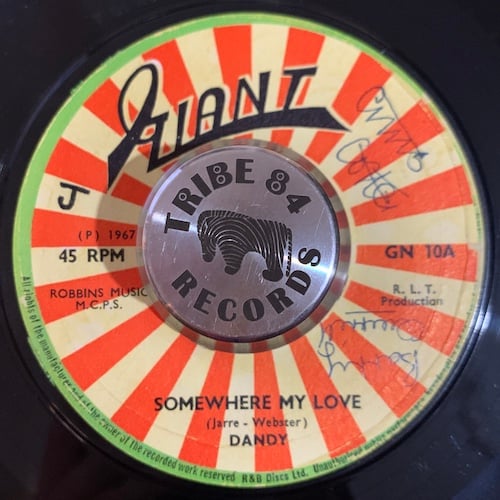 GIANT
J
TRIBE 84
RECORDS
(P) 1967
45 RPM
GN 10A
ROBBINS MUSIC
M.C.P.S.
R. L. T.
Production
SOMEWHERE MY LOVE
(Jarre - Webster)
DANDY
All rights of the manufacturer and of the owner of the recorded work reserved R&B Discs Ltd. Unauthorised